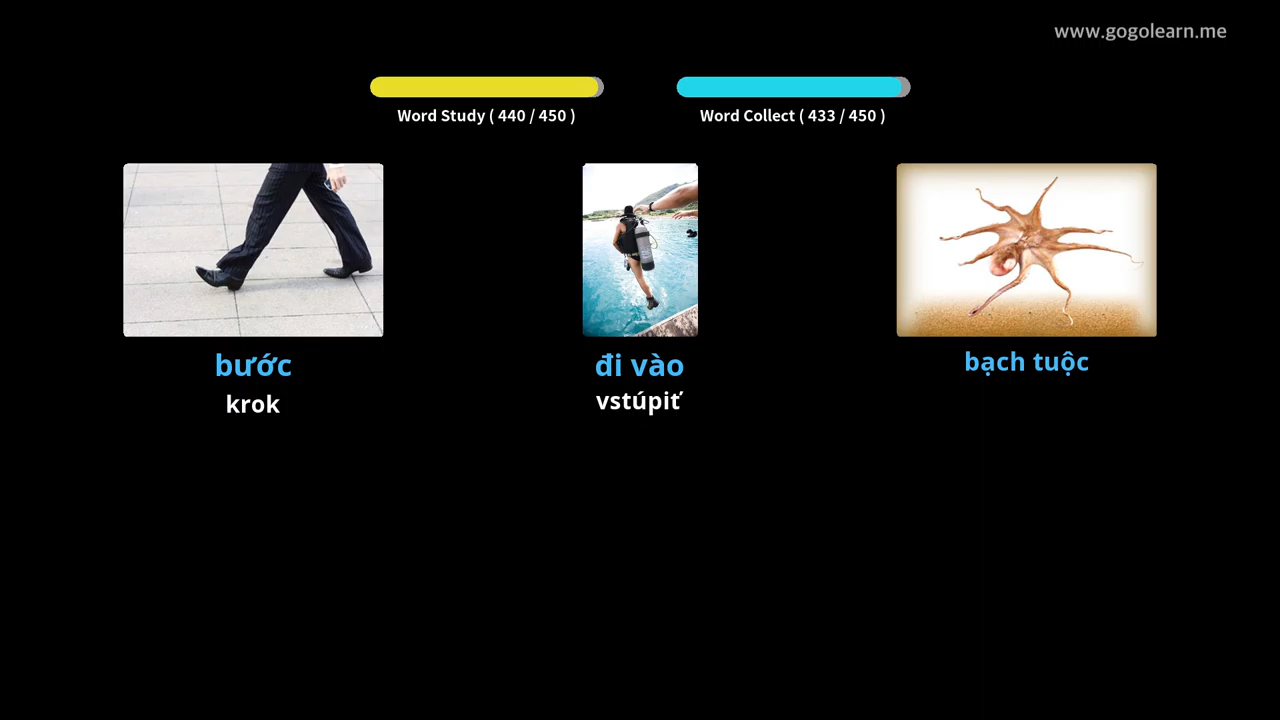 www.gogolearn.me
Word Study ( 440 / 450 )
Word Collect ( 433 / 450 )
bước
krok
đi vào
vstúpiť
bạch tuộc